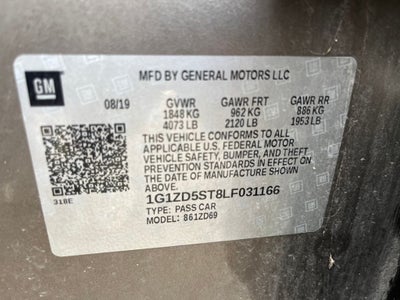 GM
MFD BY GENERAL MOTORS LLC
08/19 GVWR GAWR FRT GAWR RR
1848 KG 962 KG 886 KG
4073 LB 2120 LB 1953 LB
THIS VEHICLE CONFORMS TO ALL
APPLICABLE U.S. FEDERAL MOTOR
VEHICLE SAFETY, BUMPER, AND THEFT
PREVENTION STANDARDS IN EFFECT ON
THE DATE OF MANUFACTURE SHOWN
ABOVE.
1G1ZD5ST8LF031166
318E
TYPE: PASS CAR
MODEL: 861ZD69